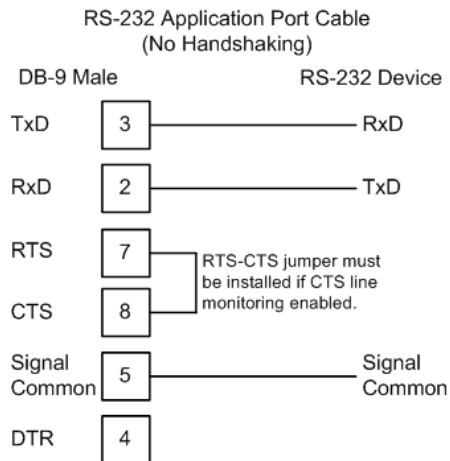 RS-232 Application Port Cable
(No Handshaking)
DB-9 Male RS-232 Device
TxD 3 RxD
RxD 2 TxD
RTS 7
RTS-CTS jumper must
be installed if CTS line
monitoring enabled.
CTS 8
Signal
Common 5 Signal
Common
DTR 4